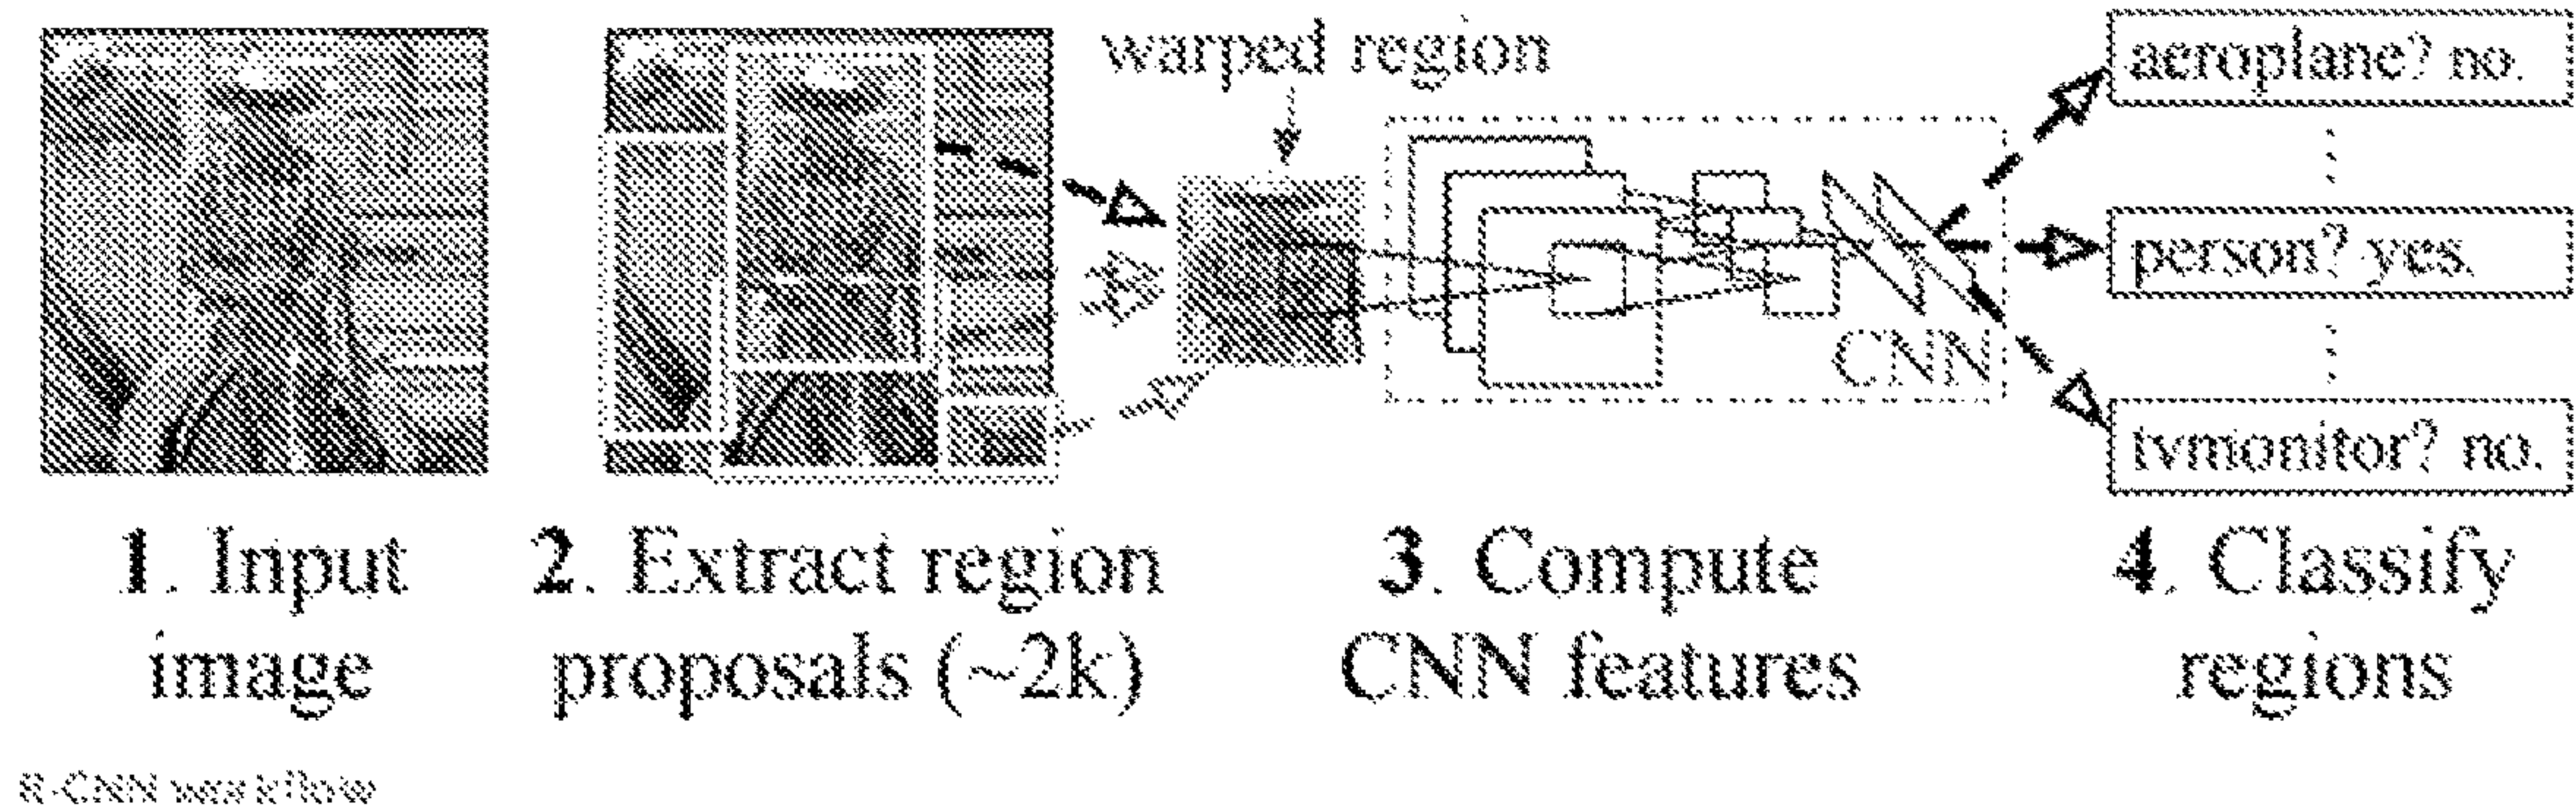 warped region
aeroplane? no.
person? yes.
tvmonitor? no.
CNN
1. Input
image
2. Extract region
proposals (~2k)
3. Compute
CNN features
4. Classify
regions
R-CNN workflow